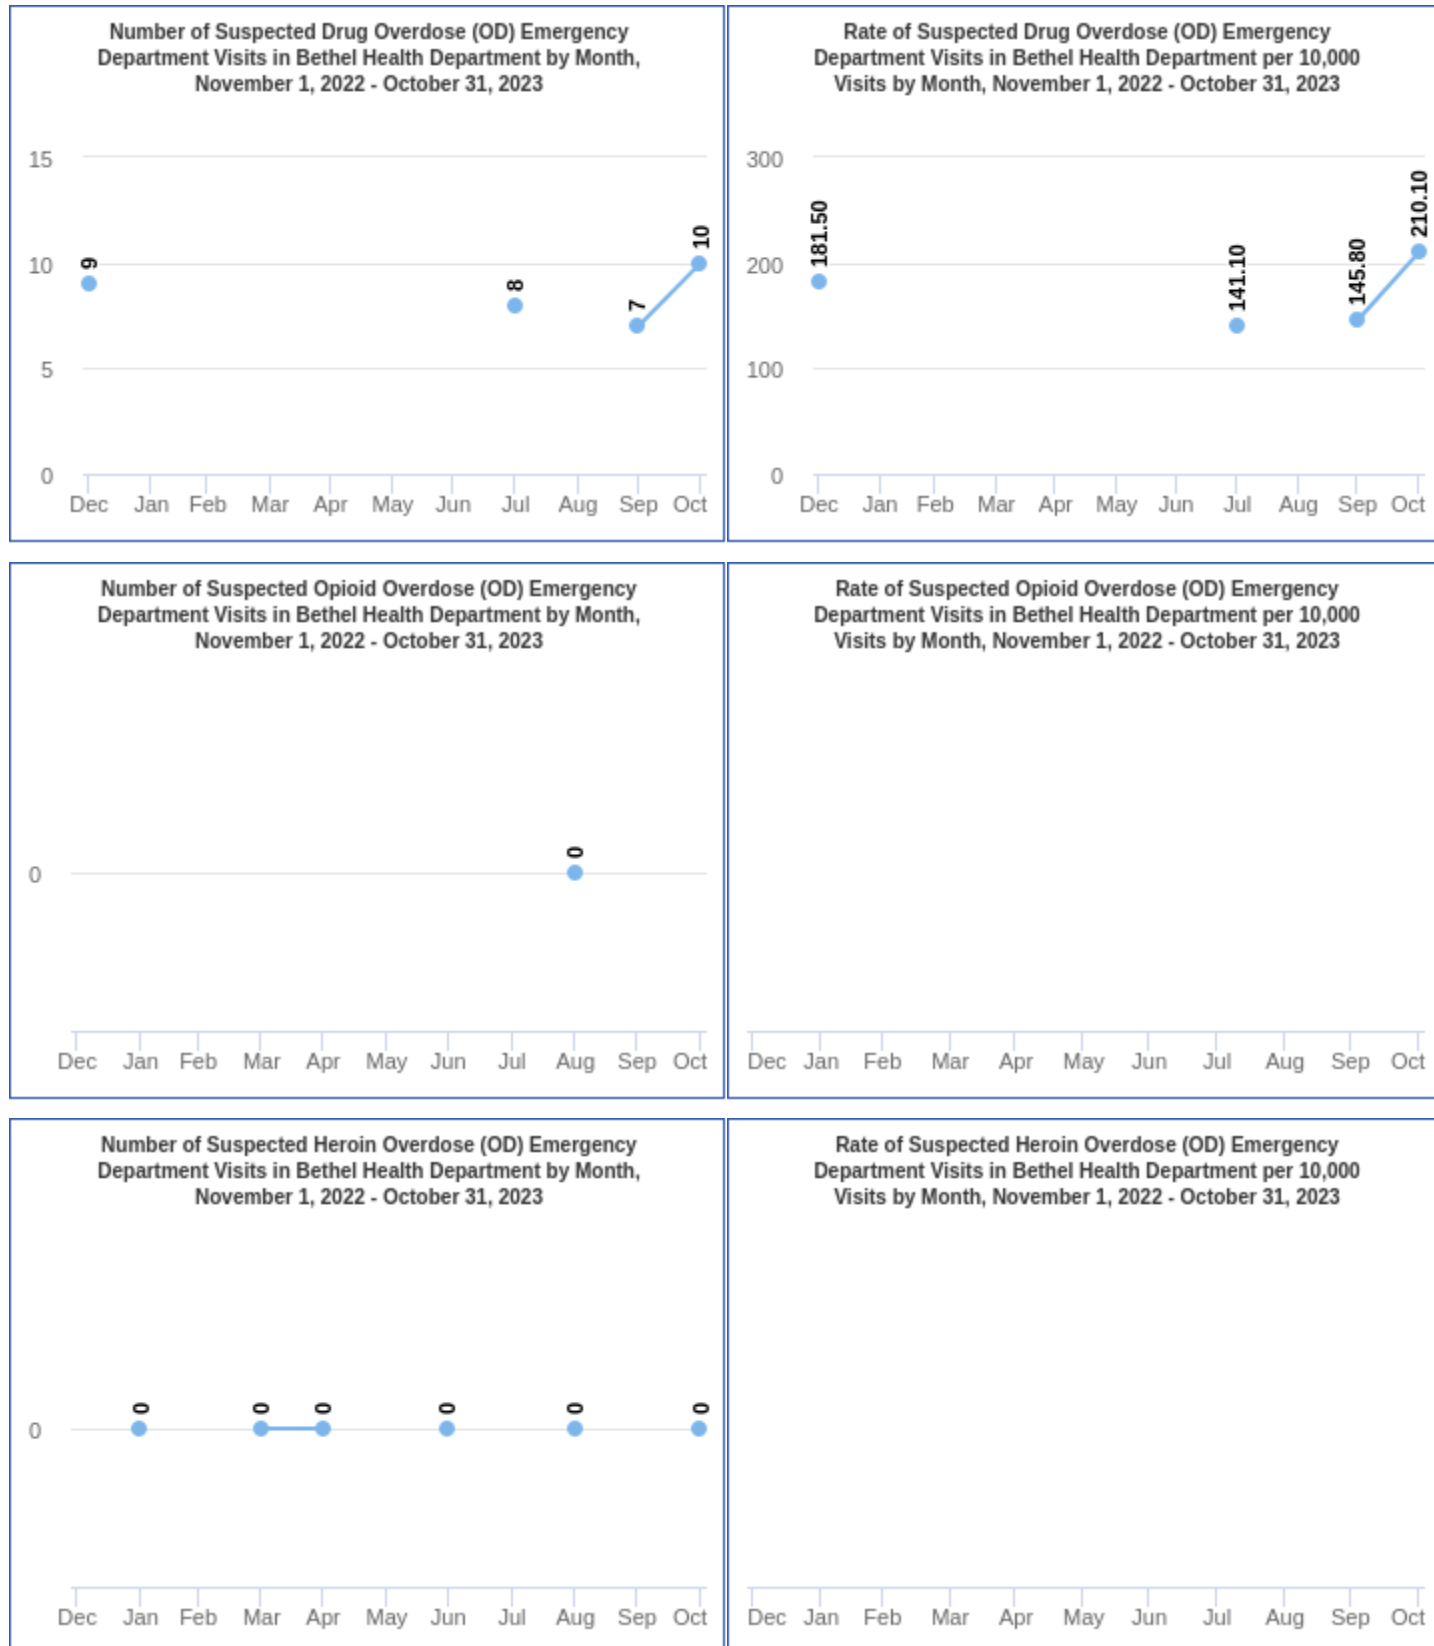 Number of Suspected Drug Overdose (OD) Emergency
Department Visits in Bethel Health Department by Month,
November 1, 2022 - October 31, 2023
15
10
5
0
9
8
7
10
Dec Jan Feb Mar Apr May Jun Jul Aug Sep Oct
Rate of Suspected Drug Overdose (OD) Emergency
Department Visits in Bethel Health Department per 10,000
Visits by Month, November 1, 2022 - October 31, 2023
300
200
100
0
181.50
141.10
145.80
210.10
Dec Jan Feb Mar Apr May Jun Jul Aug Sep Oct
Number of Suspected Opioid Overdose (OD) Emergency
Department Visits in Bethel Health Department by Month,
November 1, 2022 - October 31, 2023
0
0
Dec Jan Feb Mar Apr May Jun Jul Aug Sep Oct
Rate of Suspected Opioid Overdose (OD) Emergency
Department Visits in Bethel Health Department per 10,000
Visits by Month, November 1, 2022 - October 31, 2023
Dec Jan Feb Mar Apr May Jun Jul Aug Sep Oct
Number of Suspected Heroin Overdose (OD) Emergency
Department Visits in Bethel Health Department by Month,
November 1, 2022 - October 31, 2023
0
0
0
0
0
0
0
Dec Jan Feb Mar Apr May Jun Jul Aug Sep Oct
Rate of Suspected Heroin Overdose (OD) Emergency
Department Visits in Bethel Health Department per 10,000
Visits by Month, November 1, 2022 - October 31, 2023
Dec Jan Feb Mar Apr May Jun Jul Aug Sep Oct